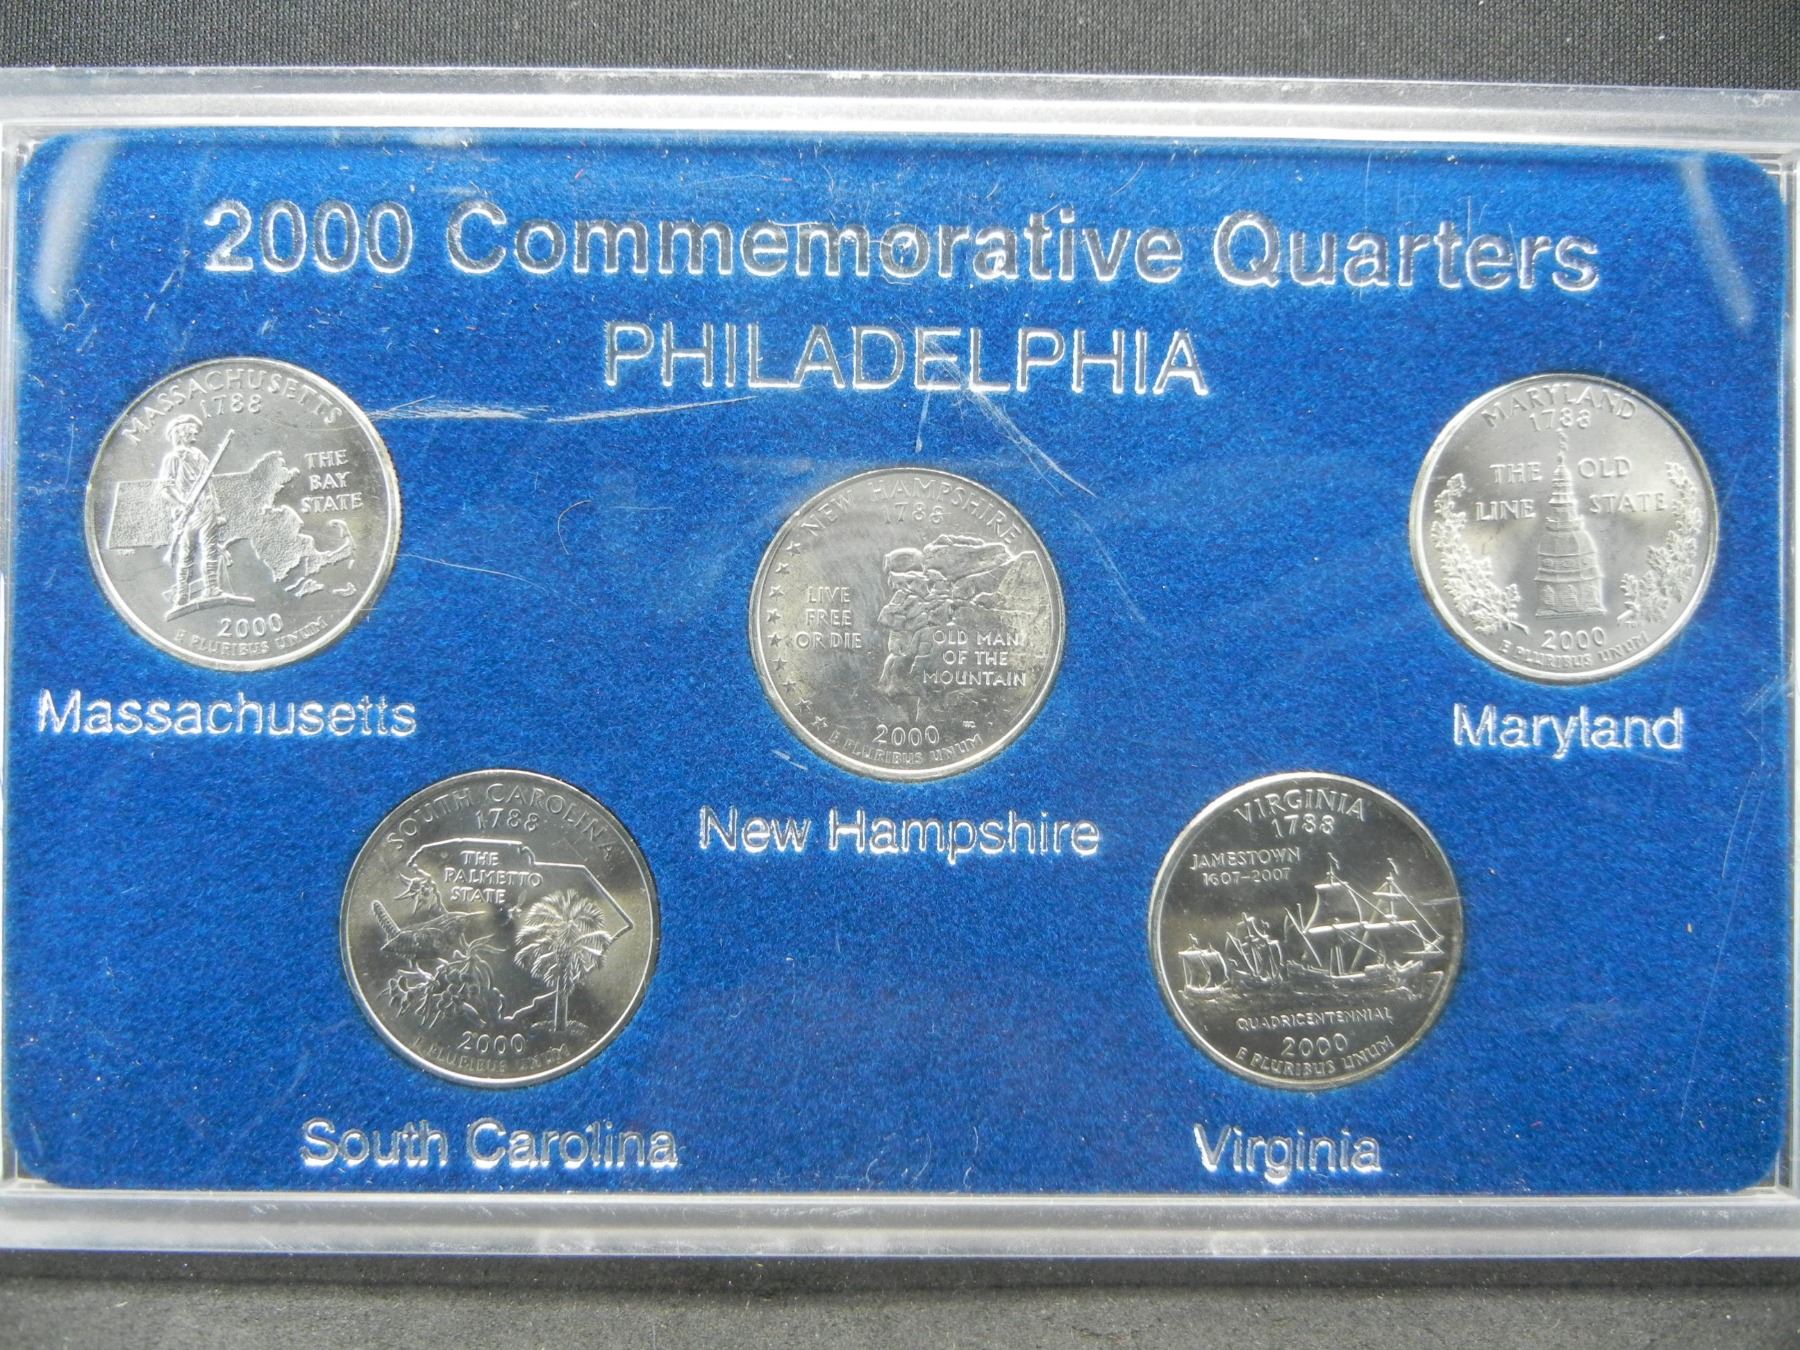 2000 Commemorative Quarters
PHILADELPHIA
MASSACHUSETTS
1788
THE
BAY
STATE
2000
E PLURIBUS UNUM
Massachusetts
NEW HAMPSHIRE
1788
LIVE
FREE
OR DIE
OLD MAN
OF THE
MOUNTAIN
2000
E PLURIBUS UNUM
New Hampshire
MARYLAND
1788
THE OLD
LINE STATE
2000
E PLURIBUS UNUM
Maryland
SOUTH CAROLINA
1788
THE
PALMETTO
STATE
2000
E PLURIBUS UNUM
South Carolina
VIRGINIA
1788
JAMESTOWN
1607-2007
QUADRICENTENNIAL
2000
E PLURIBUS UNUM
Virginia